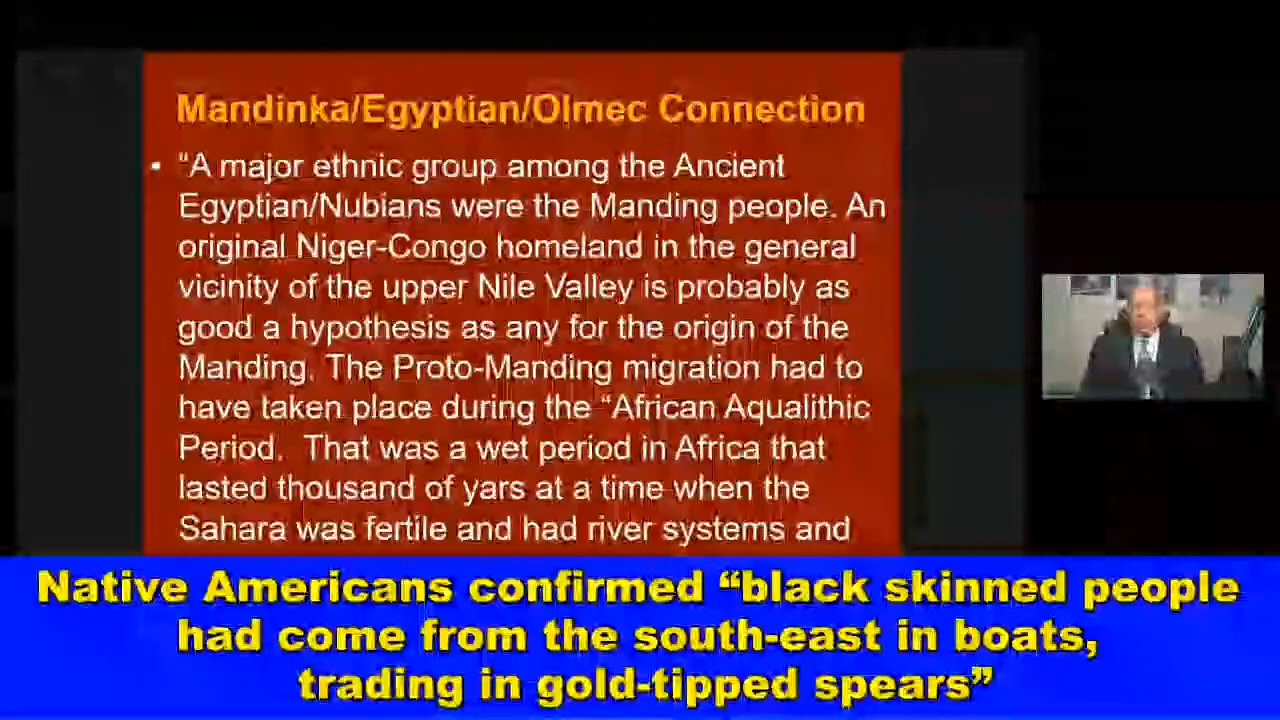 Mandinka/Egyptian/Olmec Connection
• “A major ethnic group among the Ancient
Egyptian/Nubians were the Manding people. An
original Niger-Congo homeland in the general
vicinity of the upper Nile Valley is probably as
good a hypothesis as any for the origin of the
Manding. The Proto-Manding migration had to
have taken place during the “African Aqualithic
Period.  That was a wet period in Africa that
lasted thousand of yars at a time when the
Sahara was fertile and had river systems and
Native Americans confirmed “black skinned people
had come from the south-east in boats,
trading in gold-tipped spears”